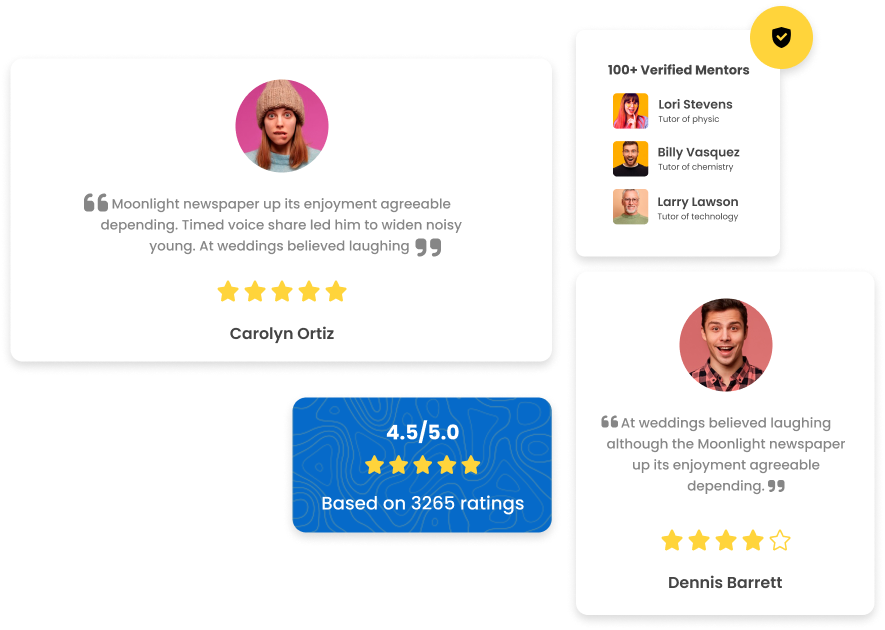 Moonlight newspaper up its enjoyment agreeable
depending. Timed voice share led him to widen noisy
young. At weddings believed laughing
Carolyn Ortiz
100+ Verified Mentors
Lori Stevens
Tutor of physic
Billy Vasquez
Tutor of chemistry
Larry Lawson
Tutor of technology
4.5/5.0
Based on 3265 ratings
At weddings believed laughing
although the Moonlight newspaper
up its enjoyment agreeable
depending.
Dennis Barrett